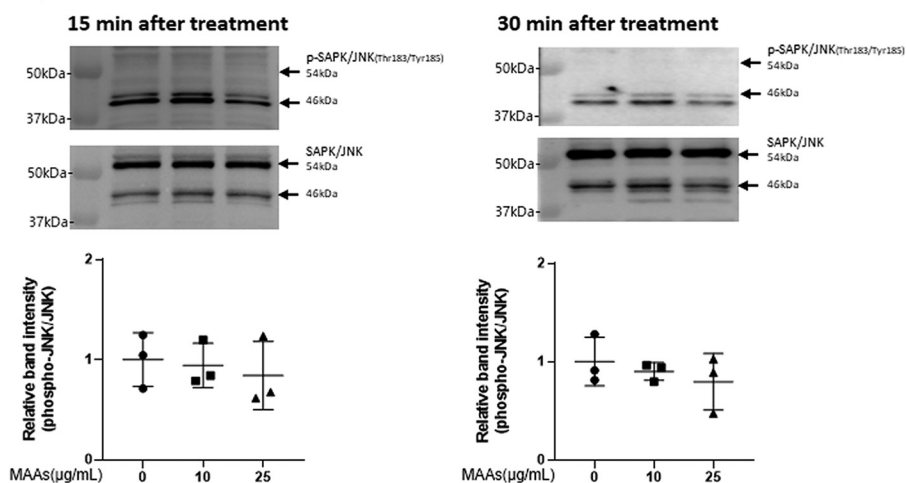 15 min after treatment
p-SAPK/JNK(Thr183/Tyr185)
50kDa
54kDa
46kDa
37kDa
SAPK/JNK
54kDa
50kDa
46kDa
37kDa
2
1
0
Relative band intensity
(phospho-JNK/JNK)
MAAs(μg/mL) 0 10 25
30 min after treatment
p-SAPK/JNK(Thr183/Tyr185)
50kDa
54kDa
46kDa
37kDa
SAPK/JNK
54kDa
50kDa
46kDa
37kDa
2
1
0
Relative band intensity
(phospho-JNK/JNK)
MAAs(μg/mL) 0 10 25